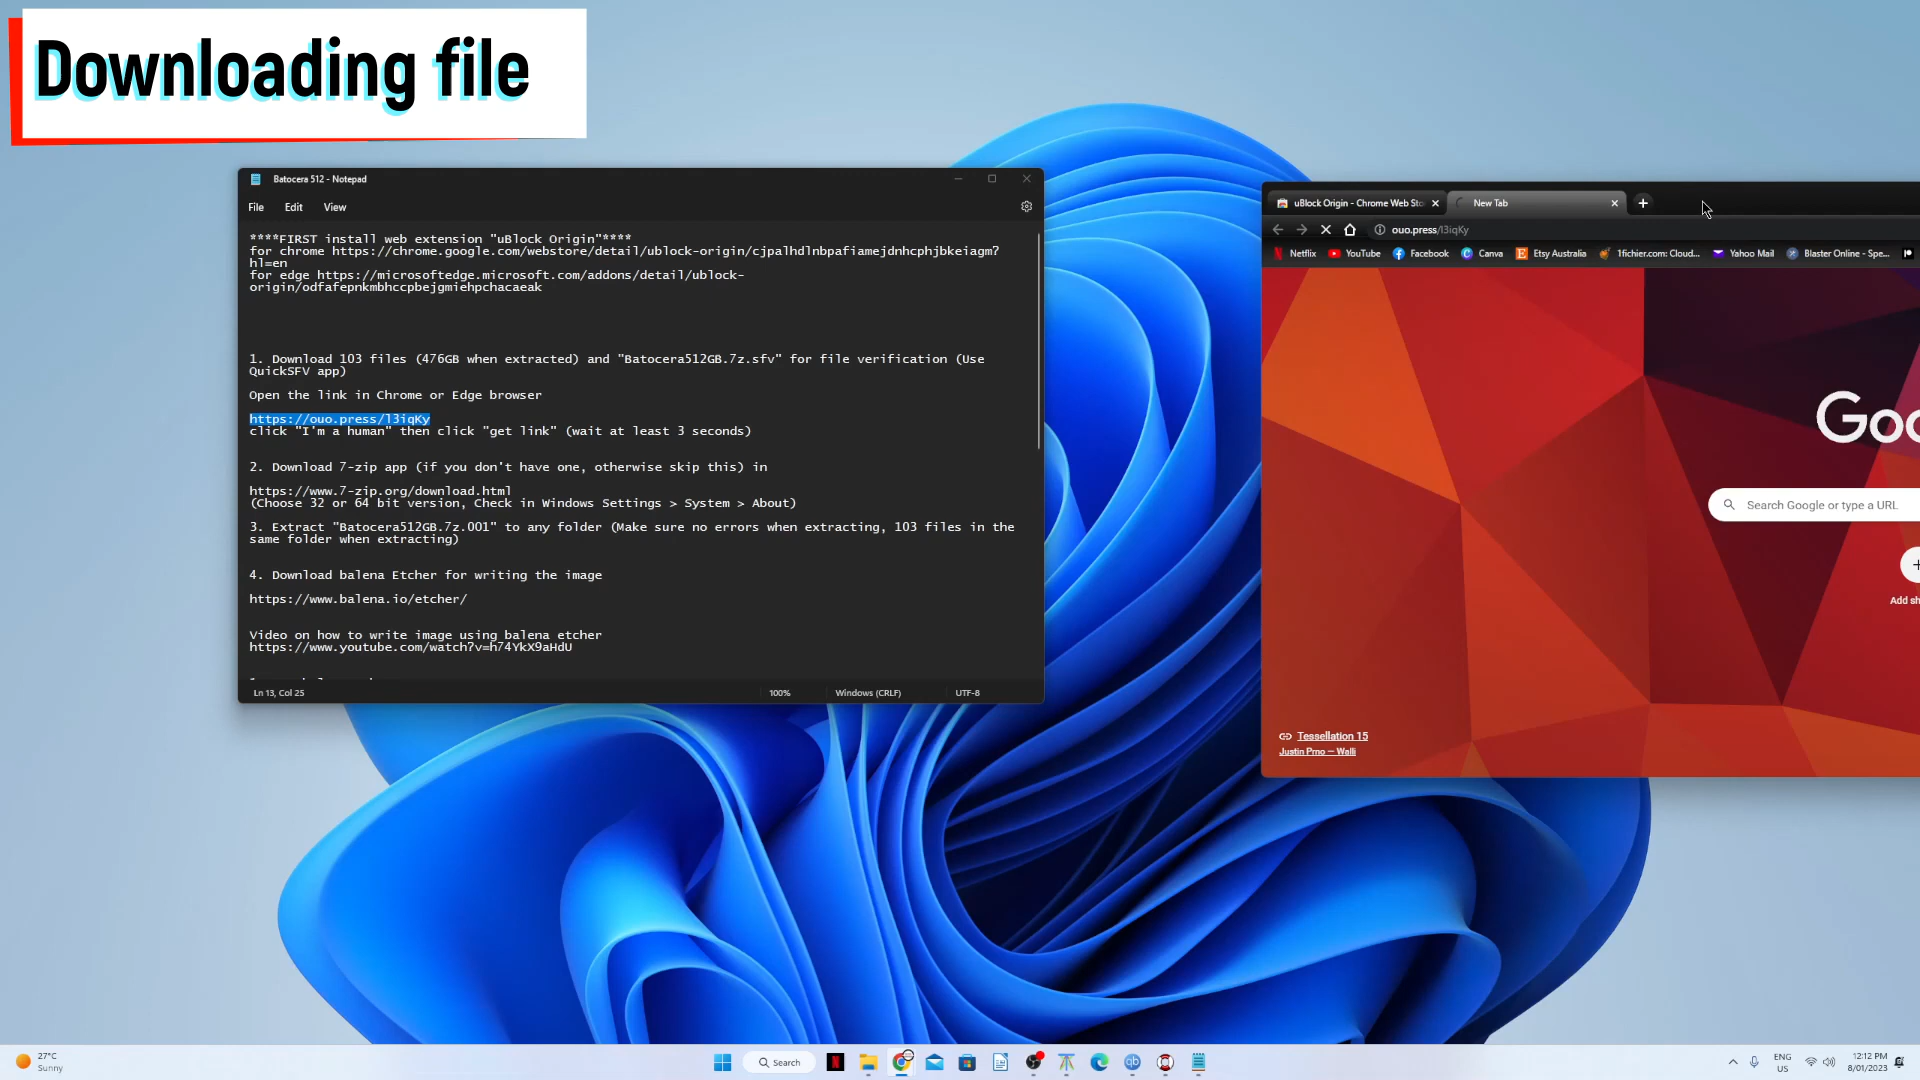 Downloading file
Batocera 512 - Notepad
File Edit View
****FIRST install web extension "uBlock Origin"****
for chrome https://chrome.google.com/webstore/detail/ublock-origin/cjpalhdlnbpafiamejdnhcphjbkeiagm?
hl=en
for edge https://microsoftedge.microsoft.com/addons/detail/ublock-
origin/odfafepnkmbhccpbejgmiehpchacaeak
1. Download 103 files (476GB when extracted) and "Batocera512GB.7z.sfv" for file verification (Use
QuickSFV app)
Open the link in Chrome or Edge browser
https://ouo.press/l3iqKy
click "I'm a human" then click "get link" (wait at least 3 seconds)
2. Download 7-zip app (if you don't have one, otherwise skip this) in
https://www.7-zip.org/download.html
(Choose 32 or 64 bit version, Check in Windows Settings > System > About)
3. Extract "Batocera512GB.7z.001" to any folder (Make sure no errors when extracting, 103 files in the
same folder when extracting)
4. Download balena Etcher for writing the image
https://www.balena.io/etcher/
Video on how to write image using balena etcher
https://www.youtube.com/watch?v=h74YkX9aHdU
Ln 13, Col 25 100% Windows (CRLF) UTF-8
uBlock Origin - Chrome Web Sto New Tab
ouo.press/l3iqKy
Netflix YouTube Facebook Canva Etsy Australia 1fichier.com: Cloud... Yahoo Mail Blaster Online - Spe...
Goo
Search Google or type a URL
Add sh
Tessellation 15
Justin Prno — Walli
27°C
Sunny
Search
ENG
US
12:12 PM
8/01/2023